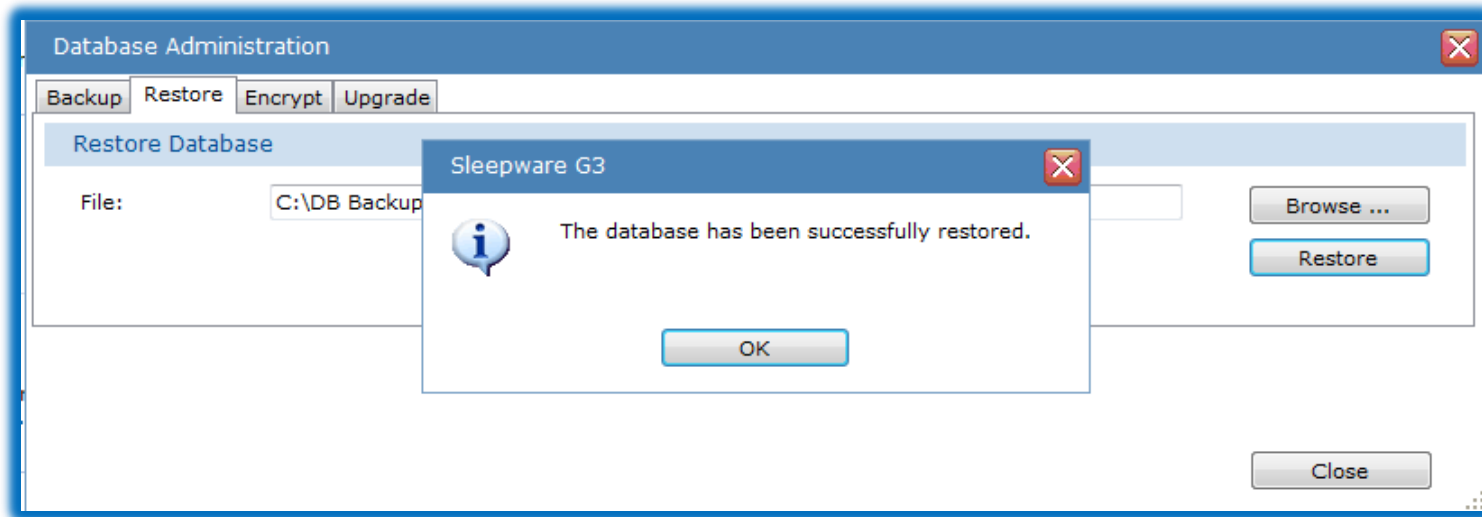 Database Administration
Backup Restore Encrypt Upgrade
Restore Database
Sleepware G3
File:
C:\DB Backup
Browse ...
The database has been successfully restored.
Restore
OK
Close